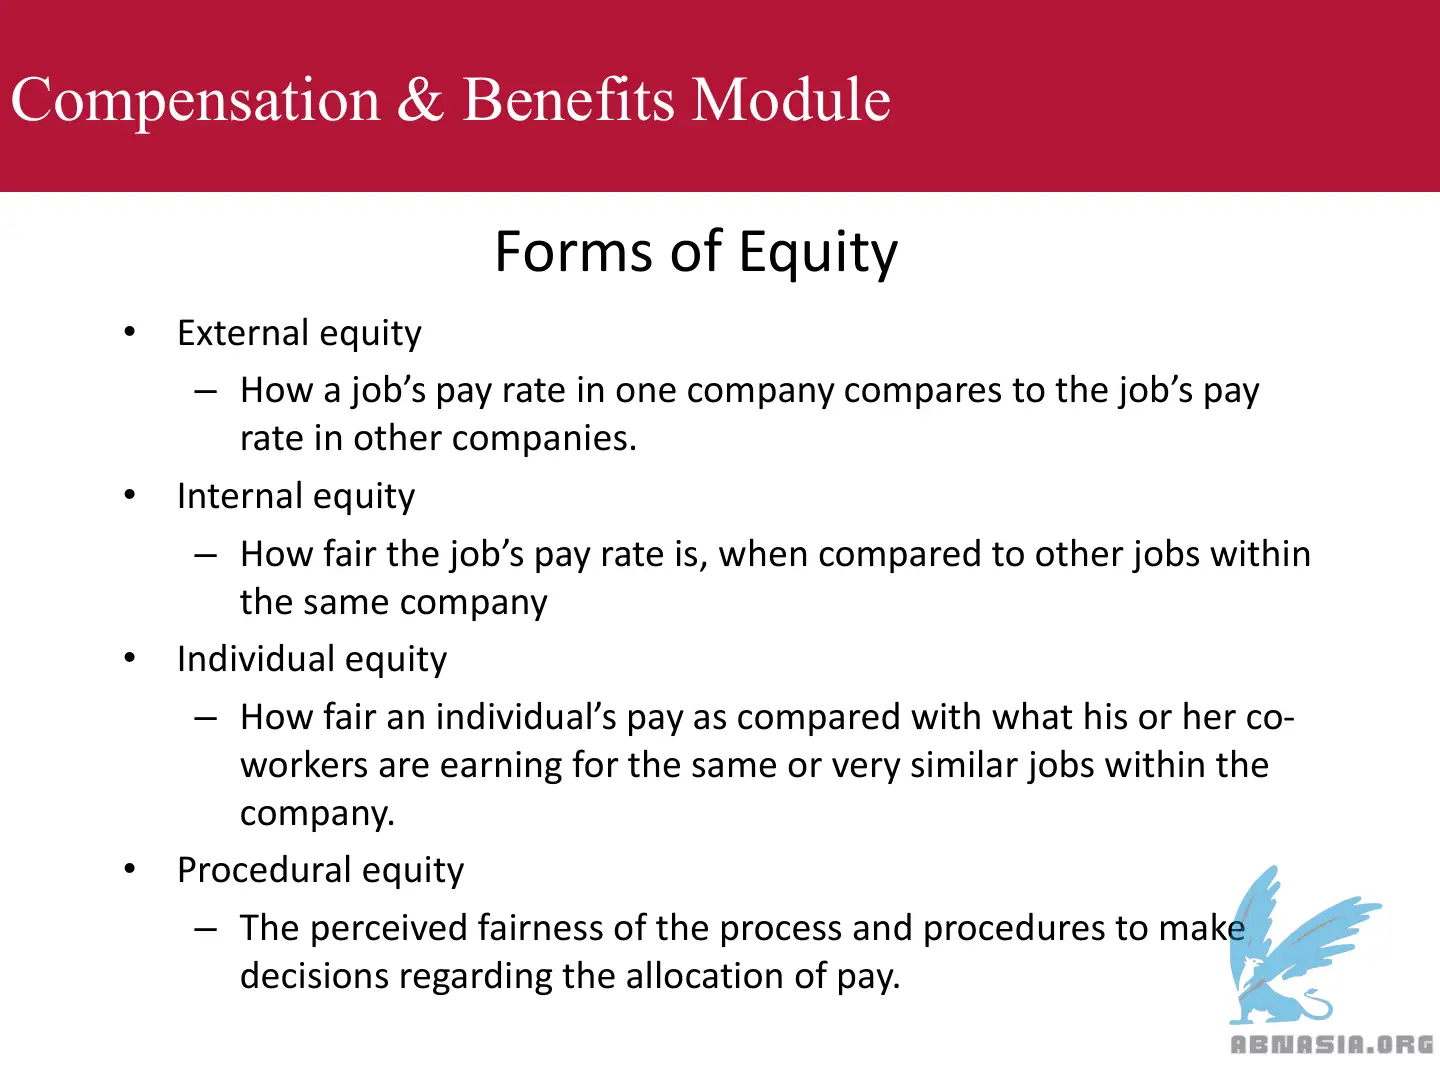 Compensation & Benefits Module
Forms of Equity
• External equity
– How a job’s pay rate in one company compares to the job’s pay
rate in other companies.
• Internal equity
– How fair the job’s pay rate is, when compared to other jobs within
the same company
• Individual equity
– How fair an individual’s pay as compared with what his or her co-
workers are earning for the same or very similar jobs within the
company.
• Procedural equity
– The perceived fairness of the process and procedures to make
decisions regarding the allocation of pay.
ABNASIA.ORG